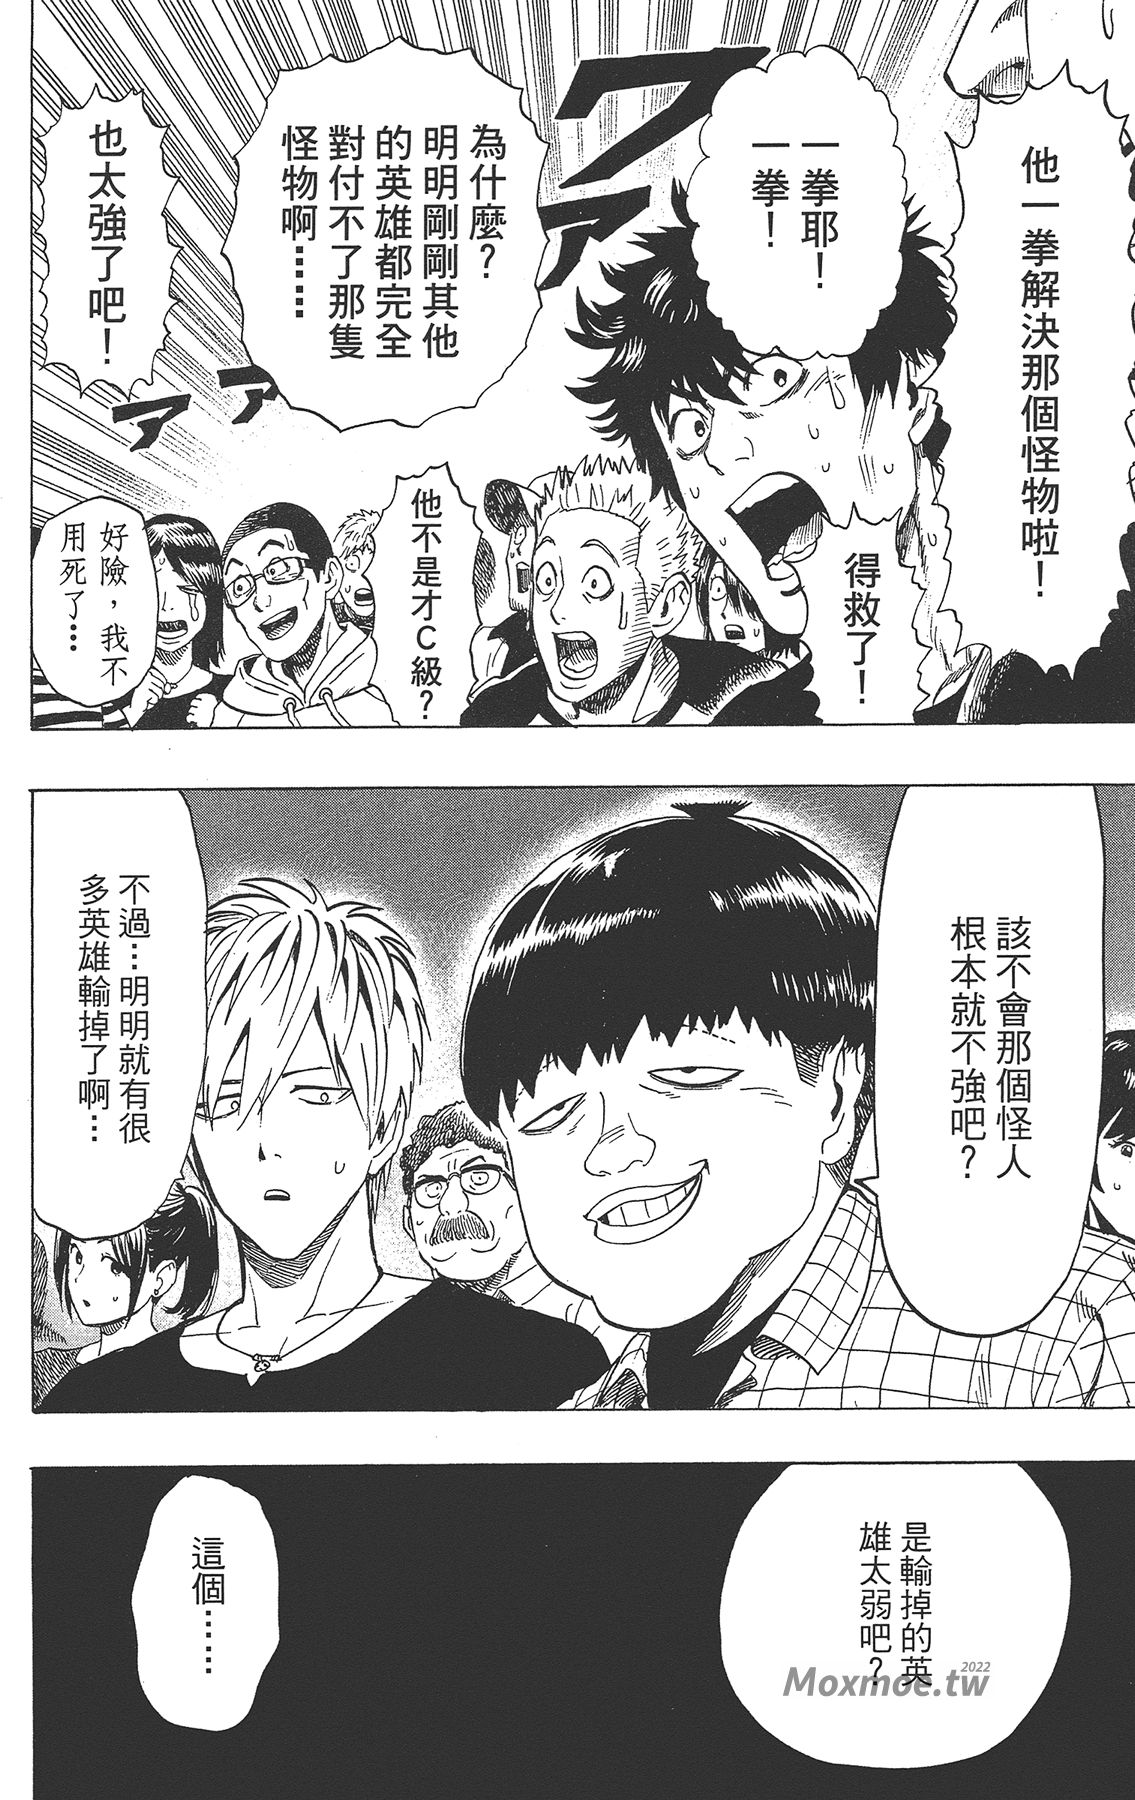 他一拳解決那個怪物啦！
一拳耶！
一拳！
得救了！
ワァァァァ
為什麼？
明明剛剛其他
的英雄都完全
對付不了那隻
怪物啊……
他不是才C級？
也太強了吧！
好險，我不
用死了…
該不會那個怪人
根本就不強吧？
不過…明明就有很
多英雄輸掉了啊…
是輸掉的英
雄太弱吧？
這個……
2022
Moxmoe.tw